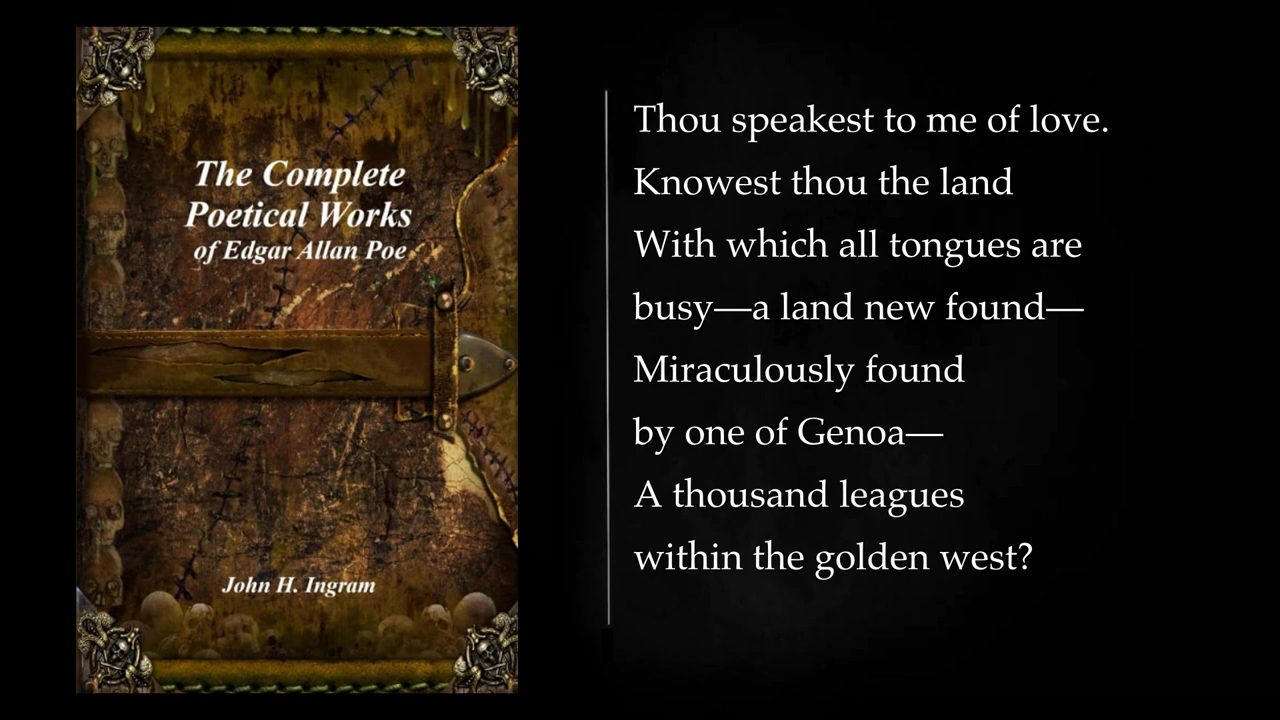 The Complete
Poetical Works
of Edgar Allan Poe
John H. Ingram
Thou speakest to me of love.
Knowest thou the land
With which all tongues are
busy—a land new found—
Miraculously found
by one of Genoa—
A thousand leagues
within the golden west?